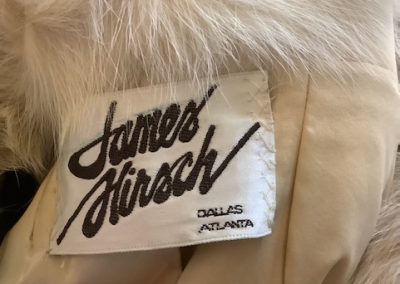 James
Hirsch
DALLAS
ATLANTA